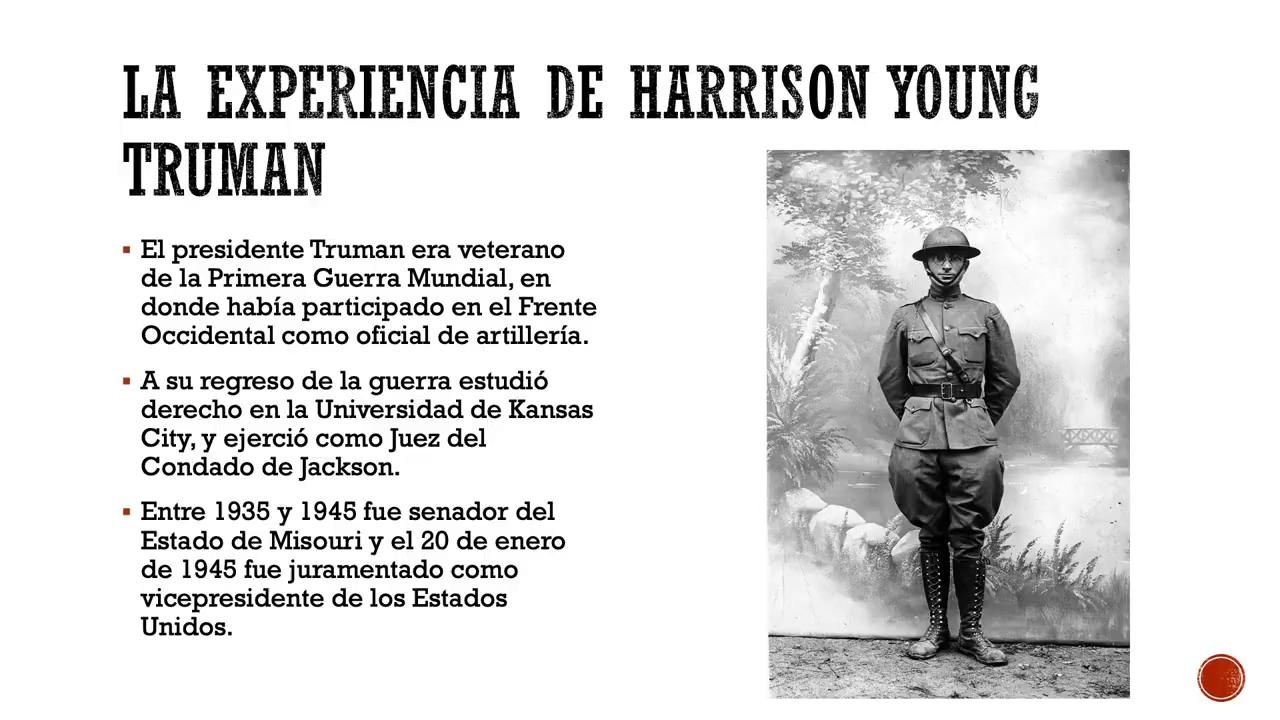 LA EXPERIENCIA DE HARRISON YOUNG
TRUMAN
El presidente Truman era veterano
de la Primera Guerra Mundial, en
donde había participado en el Frente
Occidental como oficial de artillería.
A su regreso de la guerra estudió
derecho en la Universidad de Kansas
City, y ejerció como Juez del
Condado de Jackson.
Entre 1935 y 1945 fue senador del
Estado de Misouri y el 20 de enero
de 1945 fue juramentado como
vicepresidente de los Estados
Unidos.